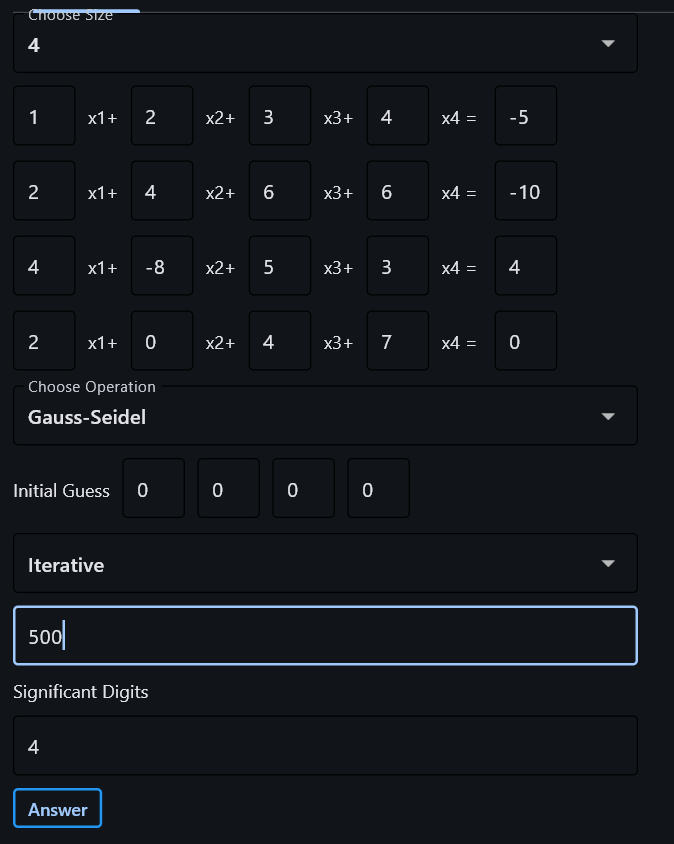 Choose Size
4
1 x1+ 2 x2+ 3 x3+ 4 x4 = -5
2 x1+ 4 x2+ 6 x3+ 6 x4 = -10
4 x1+ -8 x2+ 5 x3+ 3 x4 = 4
2 x1+ 0 x2+ 4 x3+ 7 x4 = 0
Choose Operation
Gauss-Seidel
Initial Guess 0 0 0 0
Iterative
500
Significant Digits
4
Answer